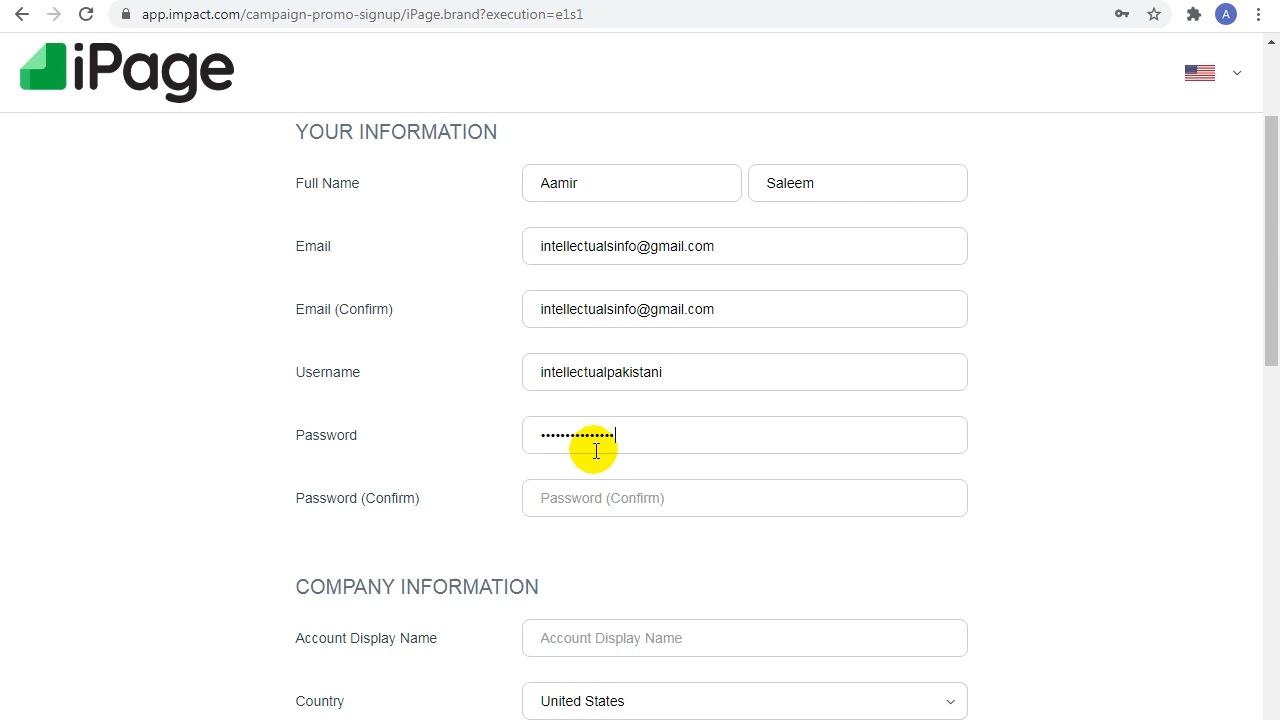 app.impact.com/campaign-promo-signup/iPage.brand?execution=e1s1
A
iPage
YOUR INFORMATION
Full Name
Aamir
Saleem
Email
intellectualsinfo@gmail.com
Email (Confirm)
intellectualsinfo@gmail.com
Username
intellectualpakistani
Password
•••••••••••••••
Password (Confirm)
Password (Confirm)
COMPANY INFORMATION
Account Display Name
Account Display Name
Country
United States